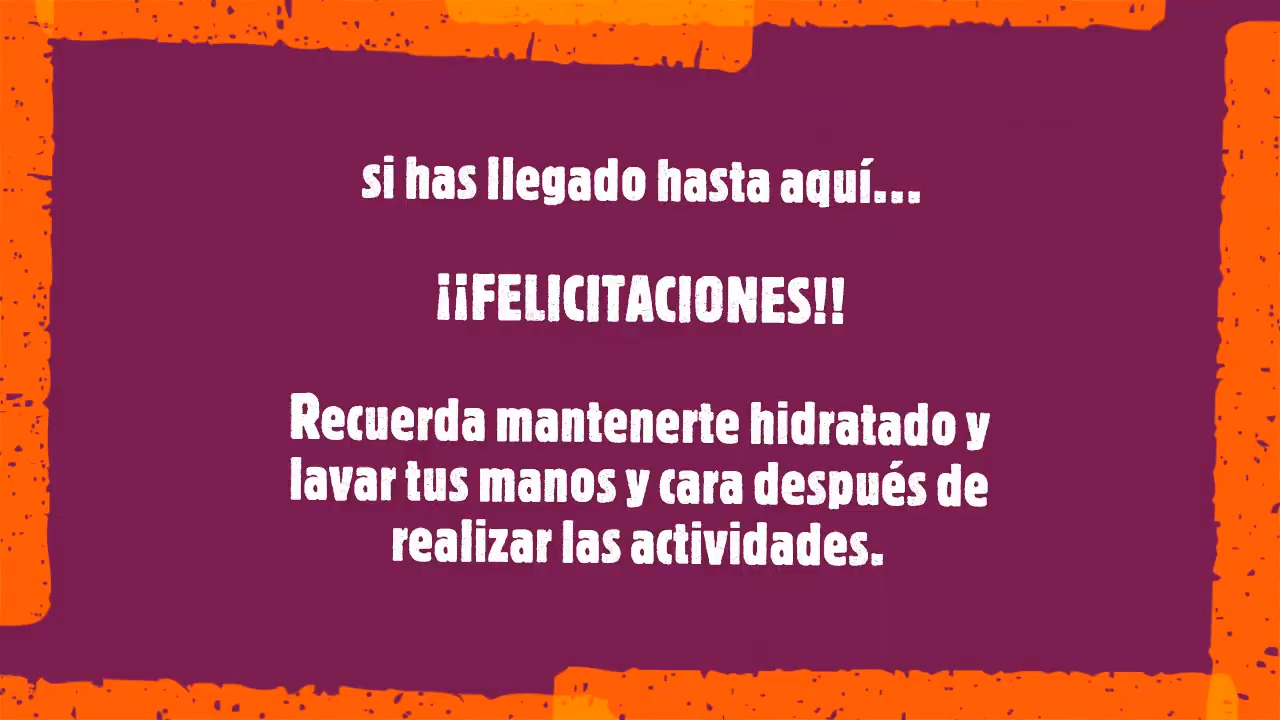 si has llegado hasta aquí...
¡¡FELICITACIONES!!
Recuerda mantenerte hidratado y
lavar tus manos y cara después de
realizar las actividades.